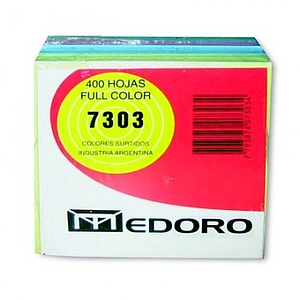 400 HOJAS
FULL COLOR
7303
COLORES SURTIDOS
INDUSTRIA ARGENTINA
MEDORO